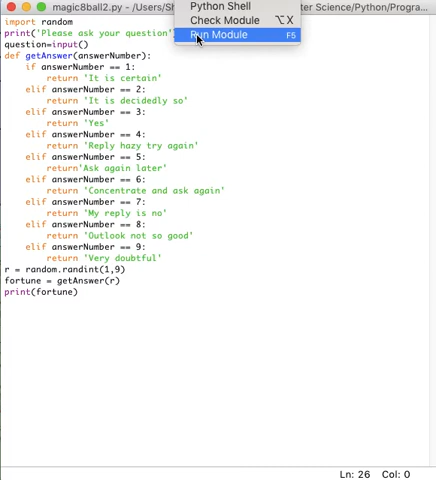 Python Shell
magic8ball2.py - /Users/Sh
ter Science/Python/Progra...
Check Module ⌥X
Run Module F5
import random
print('Please ask your question'
question=input()
def getAnswer(answerNumber):
if answerNumber == 1:
return 'It is certain'
elif answerNumber == 2:
return 'It is decidedly so'
elif answerNumber == 3:
return 'Yes'
elif answerNumber == 4:
return 'Reply hazy try again'
elif answerNumber == 5:
return'Ask again later'
elif answerNumber == 6:
return 'Concentrate and ask again'
elif answerNumber == 7:
return 'My reply is no'
elif answerNumber == 8:
return 'Outlook not so good'
elif answerNumber == 9:
return 'Very doubtful'
r = random.randint(1,9)
fortune = getAnswer(r)
print(fortune)
Ln: 26 Col: 0